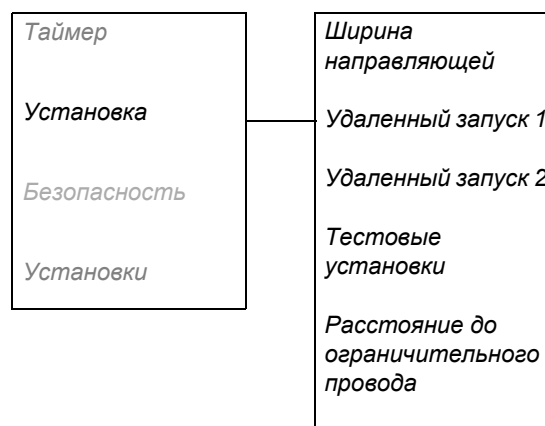 Таймер
Установка
Безопасность
Установки
Ширина
направляющей
Удаленный запуск 1
Удаленный запуск 2
Тестовые
установки
Расстояние до
ограничительного
провода